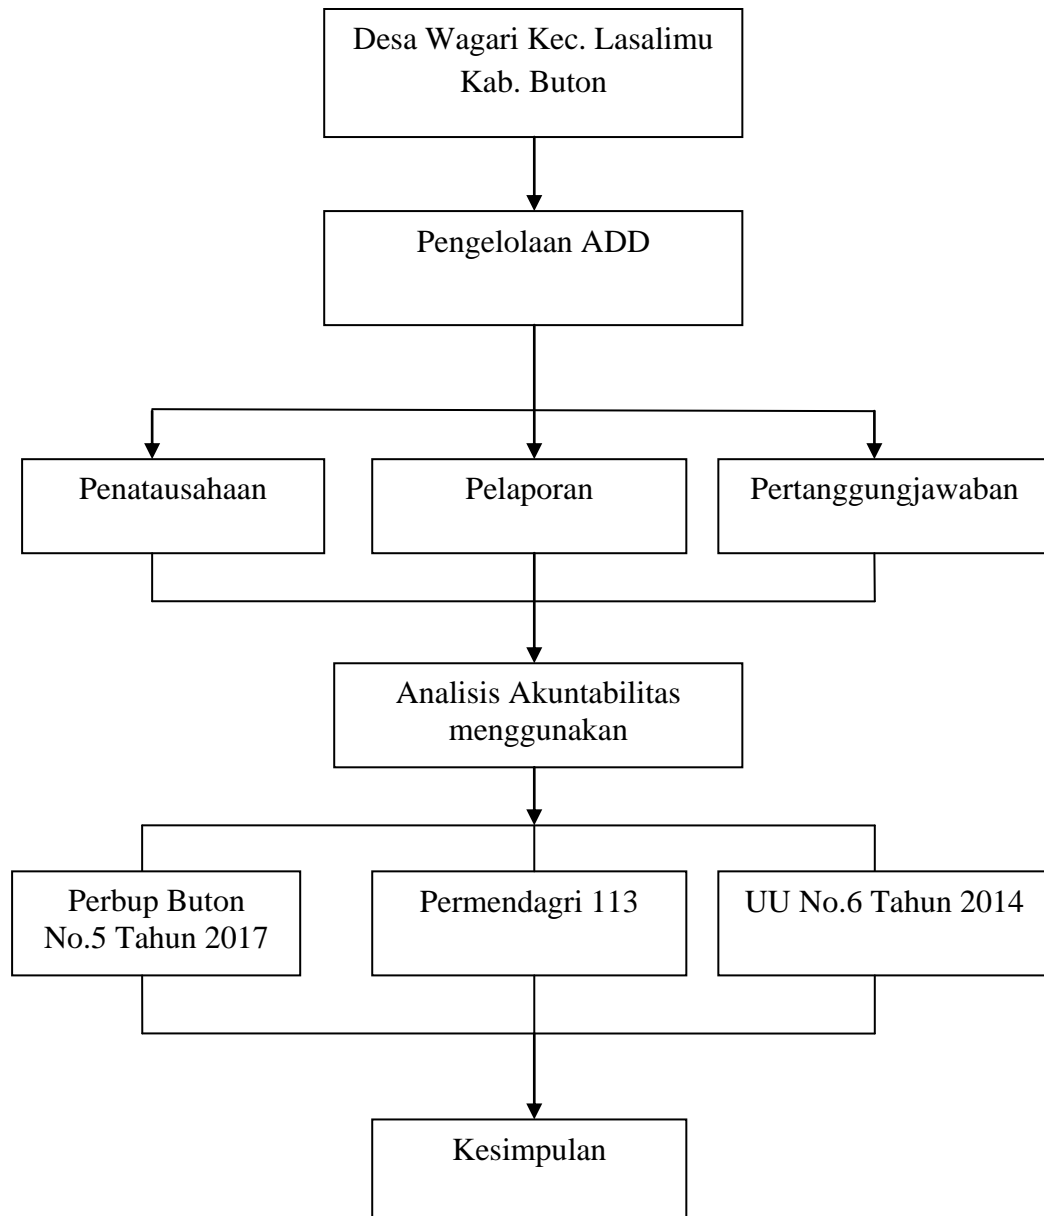 Desa Wagari Kec. Lasalimu
Kab. Buton
Pengelolaan ADD
Penatausahaan
Pelaporan
Pertanggungjawaban
Analisis Akuntabilitas
menggunakan
Perbup Buton
No.5 Tahun 2017
Permendagri 113
UU No.6 Tahun 2014
Kesimpulan